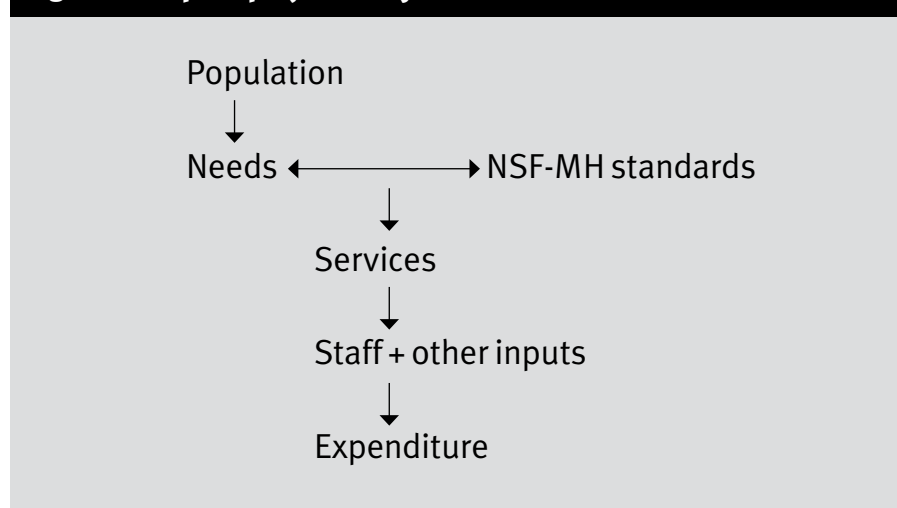 Population
Needs NSF-MH standards
Services
Staff + other inputs
Expenditure